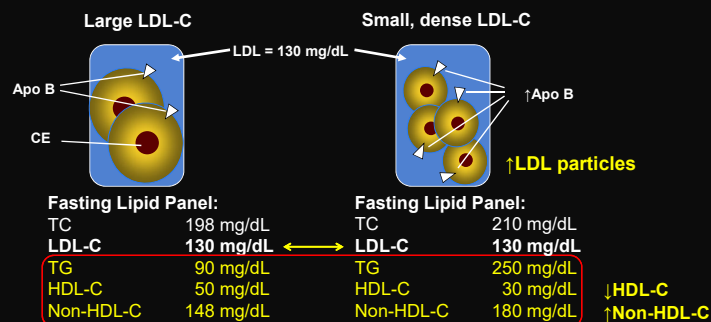 Large LDL-C
Small, dense LDL-C
LDL = 130 mg/dL
Apo B
↑Apo B
CE
↑LDL particles
Fasting Lipid Panel:
TC 198 mg/dL
LDL-C 130 mg/dL
TG 90 mg/dL
HDL-C 50 mg/dL
Non-HDL-C 148 mg/dL
Fasting Lipid Panel:
TC 210 mg/dL
LDL-C 130 mg/dL
TG 250 mg/dL
HDL-C 30 mg/dL
Non-HDL-C 180 mg/dL
↓HDL-C
↑Non-HDL-C